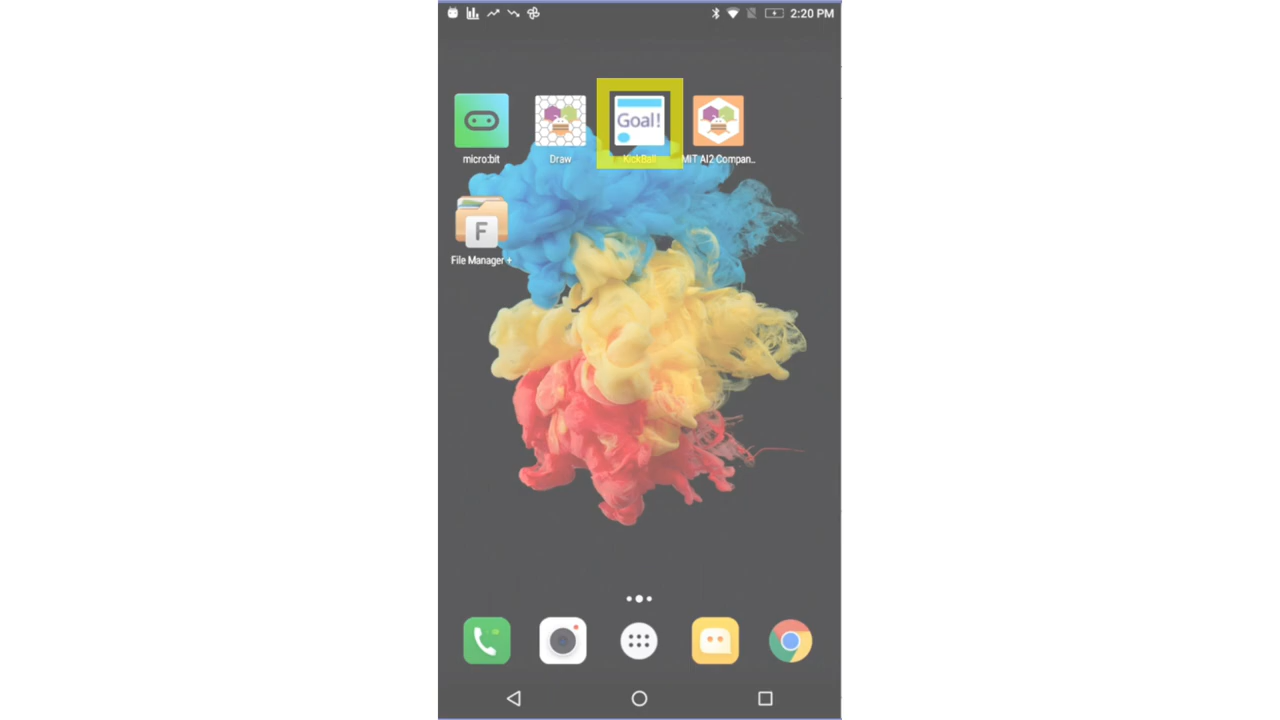 2:20 PM
Goal!
micro:bit Draw KickBall MIT AI2 Compan...
F
File Manager +